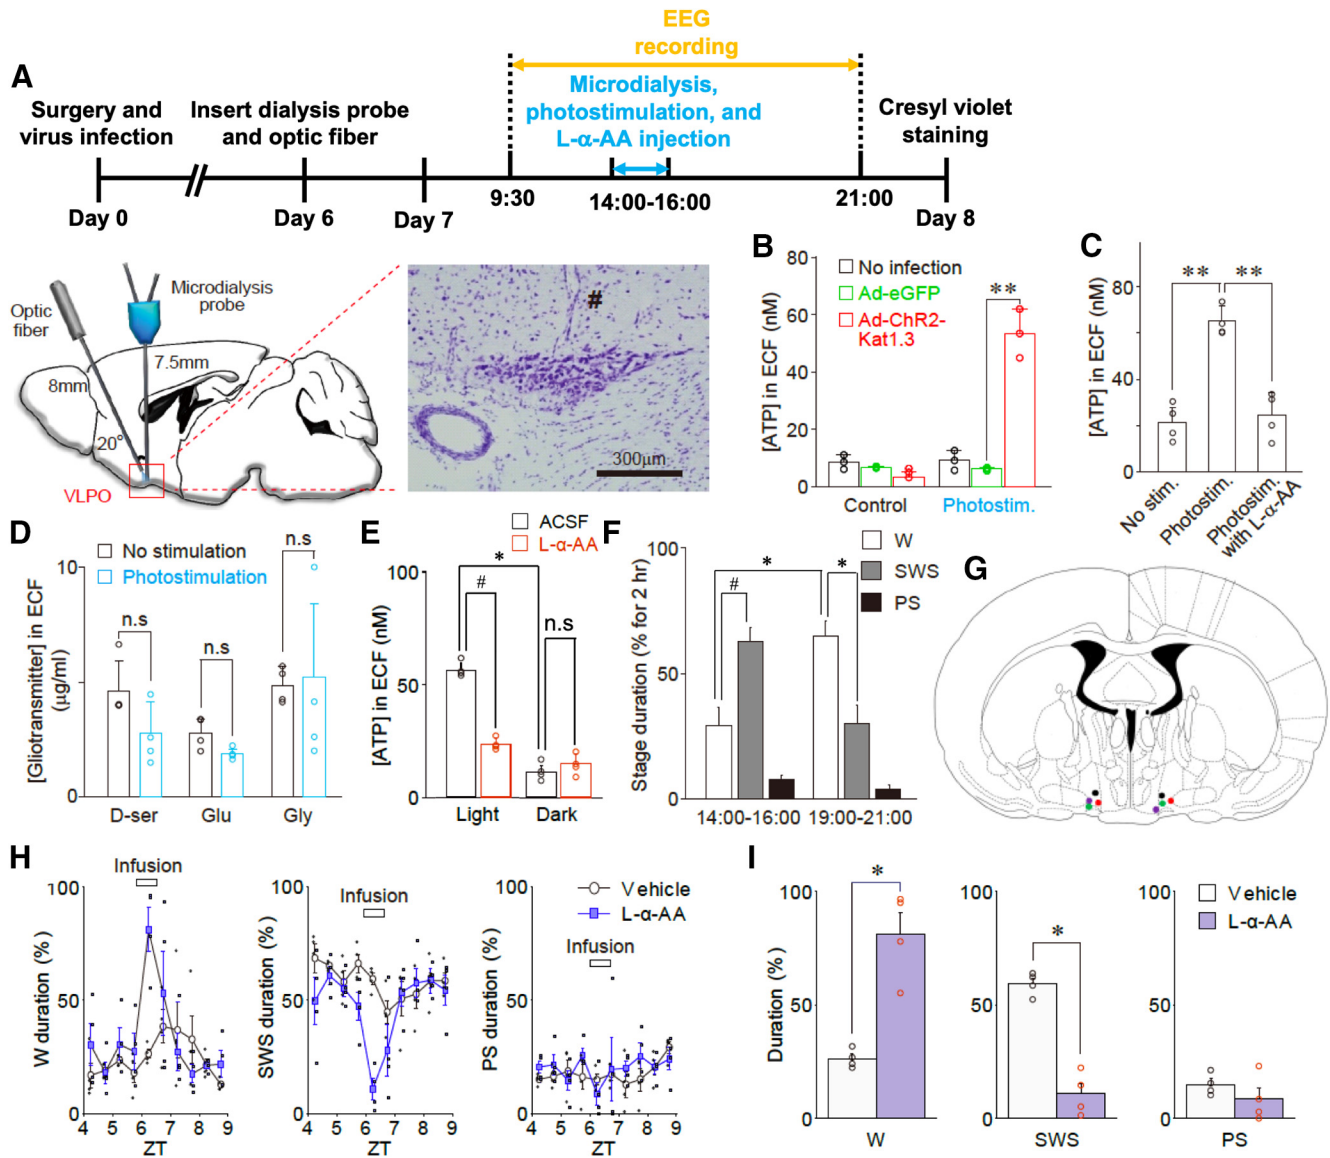 A
EEG
recording
Surgery and
virus infection
Insert dialysis probe
and optic fiber
Microdialysis,
photostimulation, and
L-α-AA injection
Cresyl violet
staining
Day 0
Day 6
Day 7
9:30
14:00-16:00
21:00
Day 8
Optic
fiber
Microdialysis
probe
8mm
7.5mm
20°
VLPO
#
300μm
B
[ATP] in ECF (nM)
80
60
40
20
0
No infection
Ad-eGFP
Ad-ChR2-
Kat1.3
**
Control
Photostim.
C
[ATP] in ECF (nM)
80
40
0
**
**
No stim.
Photostim.
Photostim.
with L-α-AA
D
[Gliotransmitter] in ECF
(μg/ml)
10
0
No stimulation
Photostimulation
n.s
n.s
n.s
D-ser
Glu
Gly
E
[ATP] in ECF (nM)
100
50
0
ACSF
L-α-AA
*
#
n.s
Light
Dark
F
Stage duration (% for 2 hr)
100
50
0
W
SWS
PS
*
#
*
14:00-16:00
19:00-21:00
G
H
W duration (%)
100
50
0
Infusion
4 5 6 7 8 9
ZT
SWS duration (%)
100
50
0
Infusion
4 5 6 7 8 9
ZT
PS duration (%)
100
50
0
Infusion
Vehicle
L-α-AA
4 5 6 7 8 9
ZT
I
Duration (%)
100
50
0
*
W
100
50
0
*
SWS
100
50
0
Vehicle
L-α-AA
PS